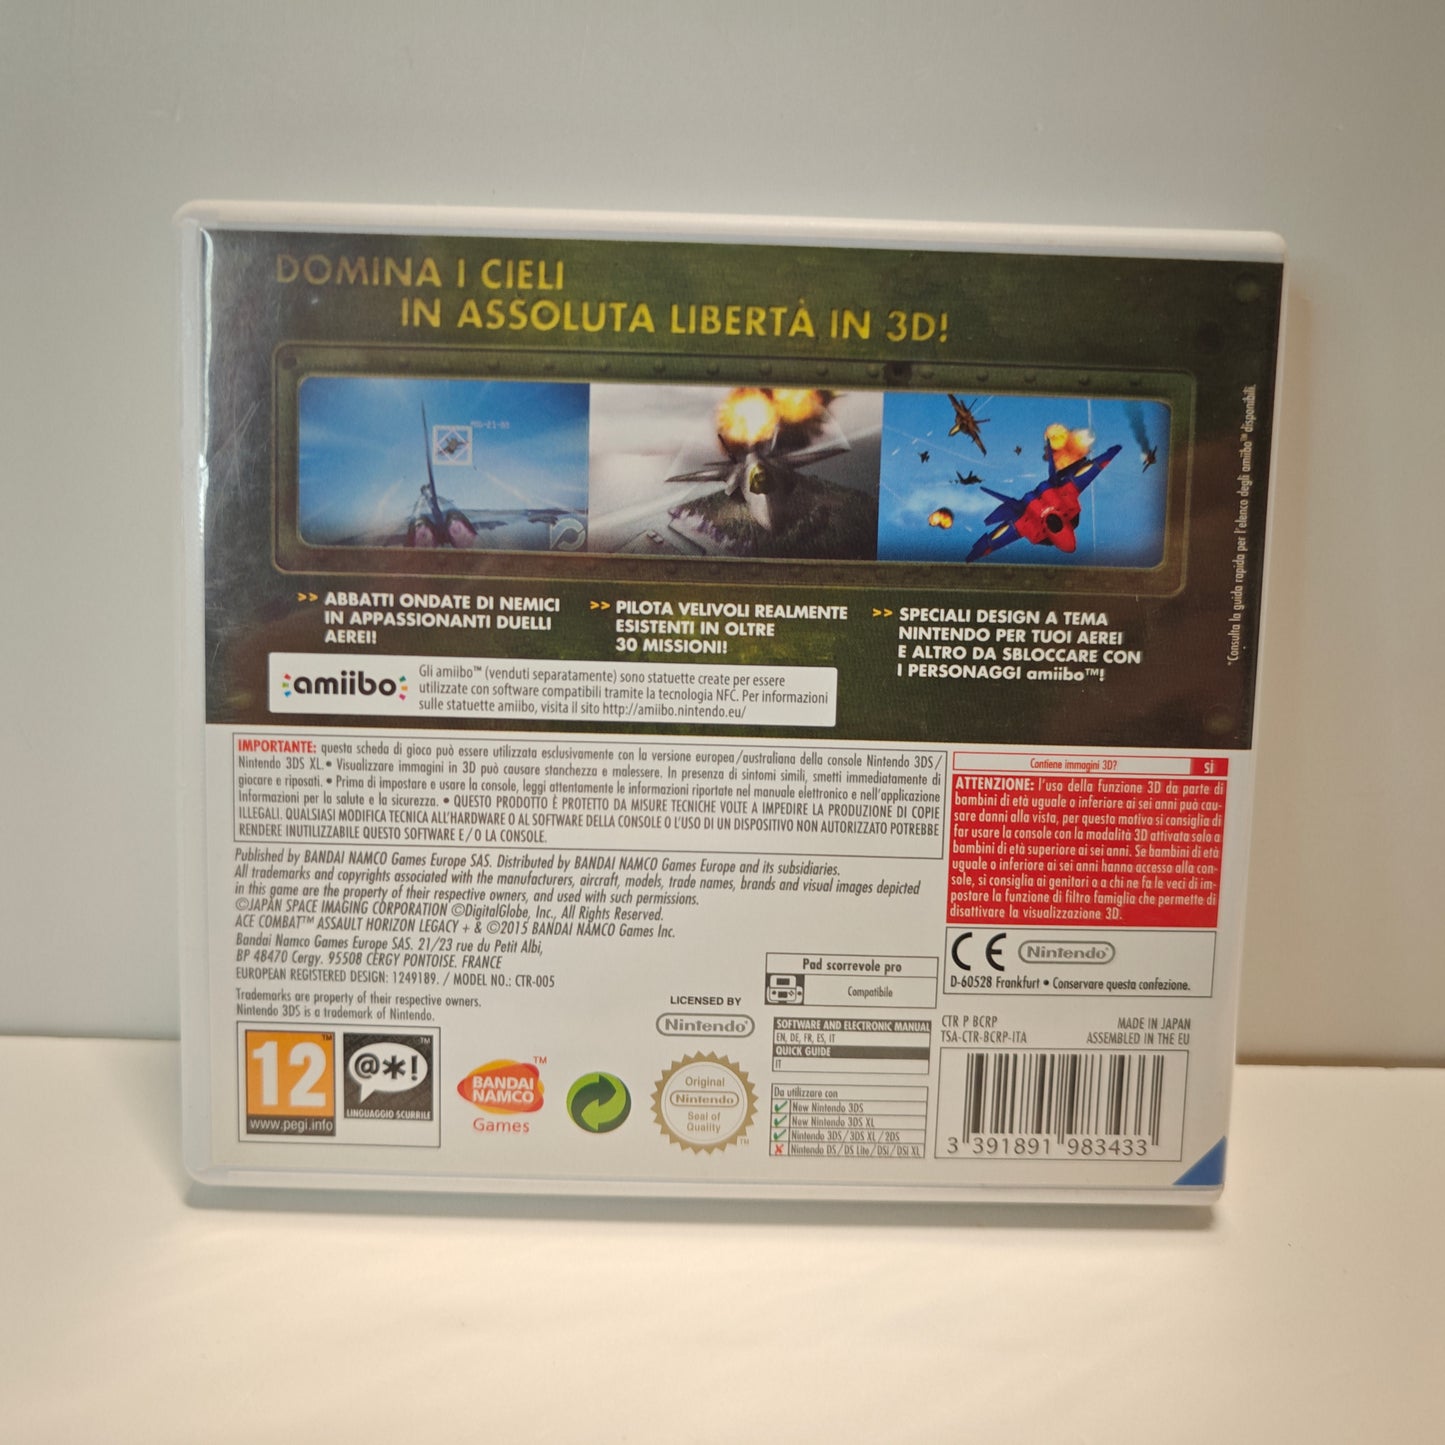 DOMINA I CIELI
IN ASSOLUTA LIBERTÀ IN 3D!
MIG-21-93
>> ABBATTI ONDATE DI NEMICI
IN APPASSIONANTI DUELLI
AEREI!
>> PILOTA VELIVOLI REALMENTE
ESISTENTI IN OLTRE
30 MISSIONI!
>> SPECIALI DESIGN A TEMA
NINTENDO PER TUOI AEREI
E ALTRO DA SBLOCCARE CON
I PERSONAGGI amiibo™!
*Consulta la guida rapida per l'elenco degli amiibo™ disponibili.
amiibo
Gli amiibo™ (venduti separatamente) sono statuette create per essere
utilizzate con software compatibili tramite la tecnologia NFC. Per informazioni
sulle statuette amiibo, visita il sito http://amiibo.nintendo.eu/
IMPORTANTE: questa scheda di gioco può essere utilizzata esclusivamente con la versione europea/australiana della console Nintendo 3DS/
Nintendo 3DS XL. • Visualizzare immagini in 3D può causare stanchezza e malessere. In presenza di sintomi simili, smetti immediatamente di
giocare e riposati. • Prima di impostare e usare la console, leggi attentamente le informazioni riportate nel manuale elettronico e nell'applicazione
Informazioni per la salute e la sicurezza. • QUESTO PRODOTTO È PROTETTO DA MISURE TECNICHE VOLTE A IMPEDIRE LA PRODUZIONE DI COPIE
ILLEGALI. QUALSIASI MODIFICA TECNICA ALL'HARDWARE O AL SOFTWARE DELLA CONSOLE O L'USO DI UN DISPOSITIVO NON AUTORIZZATO POTREBBE
RENDERE INUTILIZZABILE QUESTO SOFTWARE E/O LA CONSOLE.
Contiene immagini 3D? SÌ
ATTENZIONE: l'uso della funzione 3D da parte di
bambini di età uguale o inferiore ai sei anni può cau-
sare danni alla vista, per questo motivo si consiglia di
far usare la console con la modalità 3D attivata solo a
bambini di età superiore ai sei anni. Se bambini di età
uguale o inferiore ai sei anni hanno accesso alla con-
sole, si consiglia ai genitori o a chi ne fa le veci di im-
postare la funzione di filtro famiglia che permette di
disattivare la visualizzazione 3D.
Published by BANDAI NAMCO Games Europe SAS. Distributed by BANDAI NAMCO Games Europe and its subsidiaries.
All trademarks and copyrights associated with the manufacturers, aircraft, models, trade names, brands and visual images depicted
in this game are the property of their respective owners, and used with such permissions.
©JAPAN SPACE IMAGING CORPORATION ©DigitalGlobe, Inc., All Rights Reserved.
ACE COMBAT™ ASSAULT HORIZON LEGACY + & ©2015 BANDAI NAMCO Games Inc.
Bandai Namco Games Europe SAS. 21/23 rue du Petit Albi,
BP 48470 Cergy. 95508 CERGY PONTOISE. FRANCE
EUROPEAN REGISTERED DESIGN: 1249189. / MODEL NO.: CTR-005
Trademarks are property of their respective owners.
Nintendo 3DS is a trademark of Nintendo.
CE Nintendo
D-60528 Frankfurt • Conservare questa confezione.
Pad scorrevole pro
Compatibile
LICENSED BY
Nintendo®
SOFTWARE AND ELECTRONIC MANUAL
EN, DE, FR, ES, IT
QUICK GUIDE
IT
CTR P BCRP
TSA-CTR-BCRP-ITA
MADE IN JAPAN
ASSEMBLED IN THE EU
12 ™
www.pegi.info
@*! ™
LINGUAGGIO SCURRILE
BANDAI
NAMCO ™
Games
Original
Nintendo
Seal of
Quality
™
Da utilizzare con
New Nintendo 3DS
New Nintendo 3DS XL
Nintendo 3DS/3DS XL/2DS
Nintendo DS/DS Lite/DSi/DSi XL
3 391891 983433